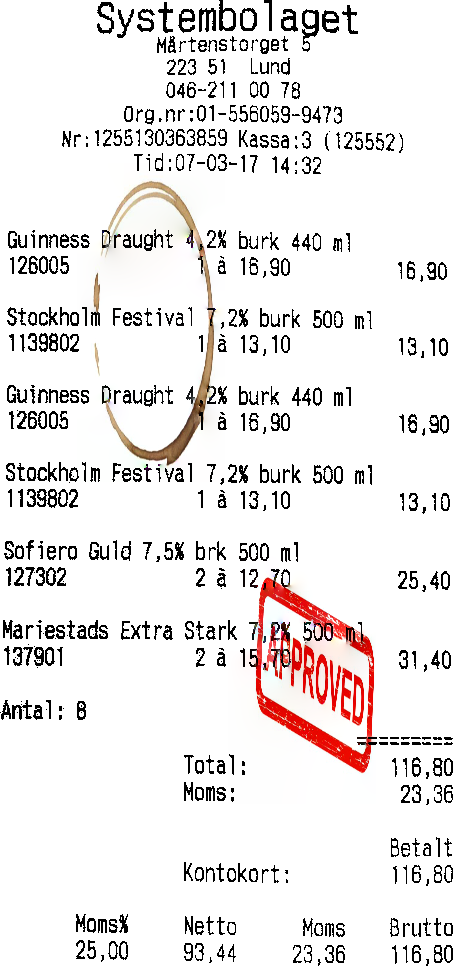 Systembolaget
Mårtenstorget 5
223 51 Lund
046-211 00 78
Org.nr:01-556059-9473
Nr:1255130363859 Kassa:3 (125552)
Tid:07-03-17 14:32
Guinness Draught 4,2% burk 440 ml
126005 1 à 16,90 16,90
Stockholm Festival 7,2% burk 500 ml
1139802 1 à 13,10 13,10
Guinness Draught 4,2% burk 440 ml
126005 1 à 16,90 16,90
Stockholm Festival 7,2% burk 500 ml
1139802 1 à 13,10 13,10
Sofiero Guld 7,5% brk 500 ml
127302 2 à 12,70 25,40
Mariestads Extra Stark 7,2% 500 ml
137901 2 à 15,70 31,40
APPROVED
Antal: 8
=========
Total: 116,80
Moms: 23,36
Betalt
Kontokort: 116,80
Moms% Netto Moms Brutto
25,00 93,44 23,36 116,80